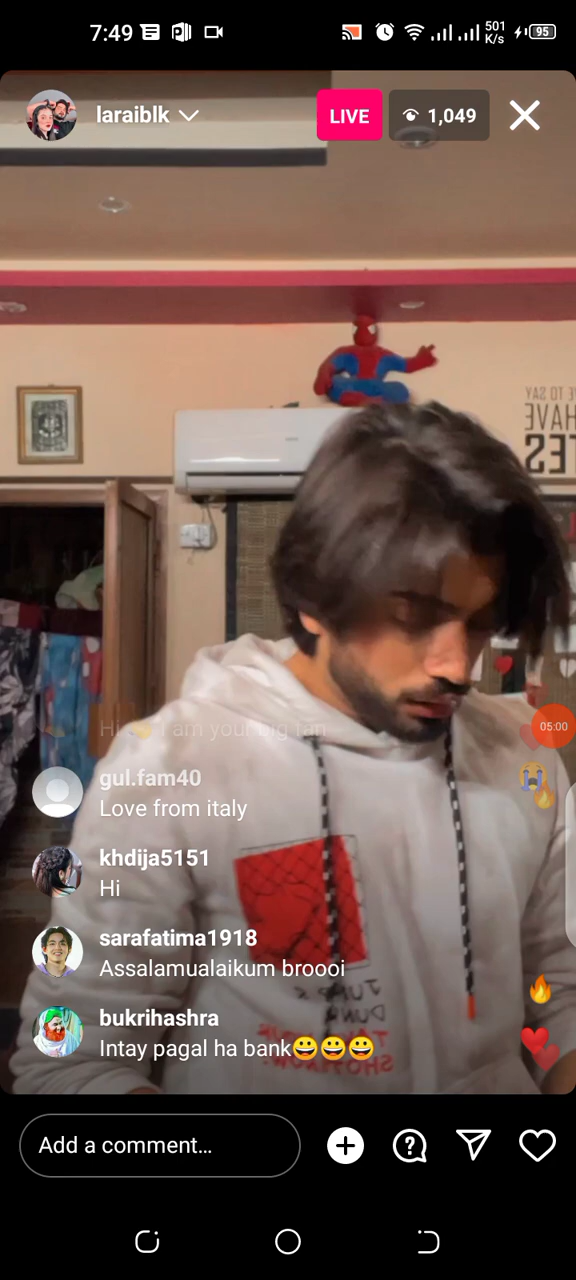 7:49
501
K/s
95
laraiblk
LIVE
1,049
Hi 👋 I am your big fan
05:00
gul.fam40
Love from italy
khdija5151
Hi
sarafatima1918
Assalamualaikum broooi
bukrihashra
Intay pagal ha bank😀😀😀
Add a comment...